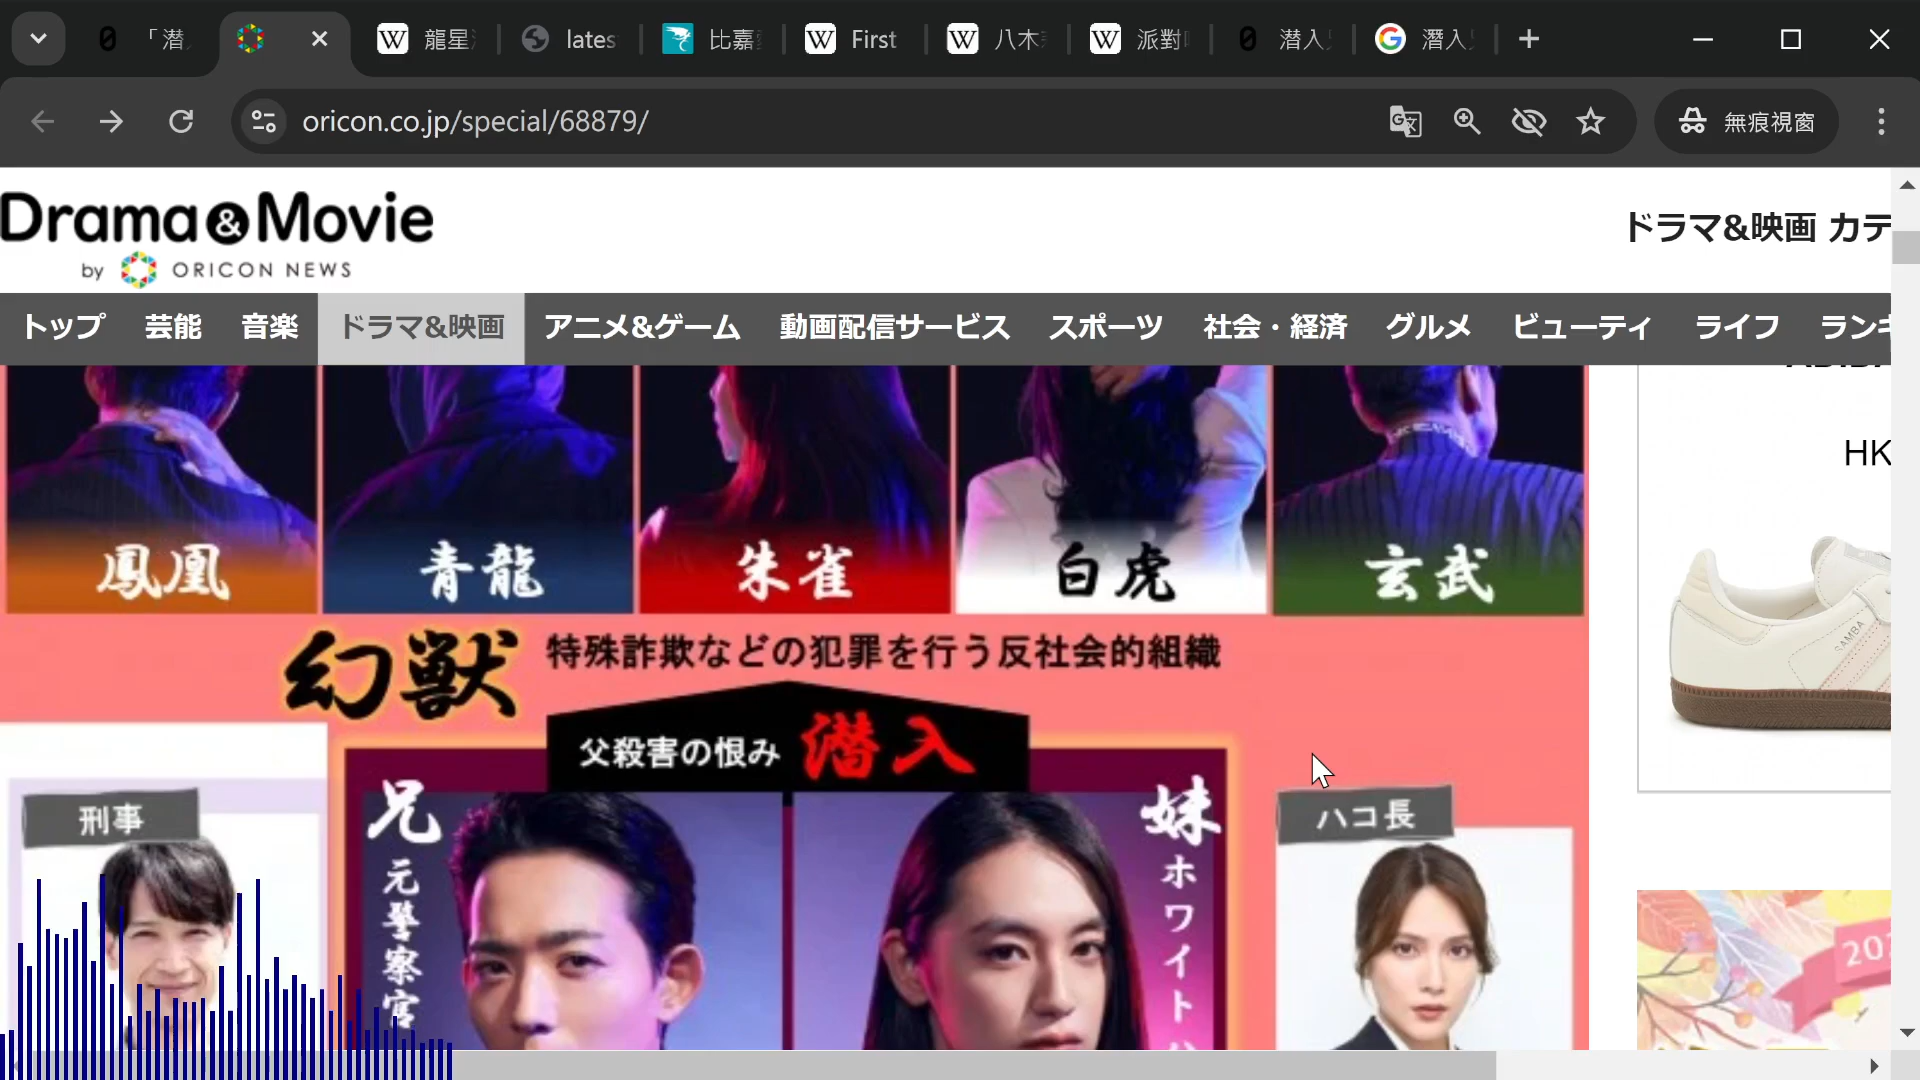 「潜
龍星
lates
比嘉
First
八木
派對
潜入
潛入
oricon.co.jp/special/68879/
無痕視窗
Drama&Movie
by ORICON NEWS
ドラマ&映画 カテ
トップ 芸能 音楽 ドラマ&映画 アニメ&ゲーム 動画配信サービス スポーツ 社会・経済 グルメ ビューティ ライフ ランキ
HK
鳳凰 青龍 朱雀 白虎 玄武
SAMBA
幻獣 特殊詐欺などの犯罪を行う反社会的組織
父殺害の恨み 潜入
刑事
兄
元警察官
妹
ホワイトハ
ハコ長
202